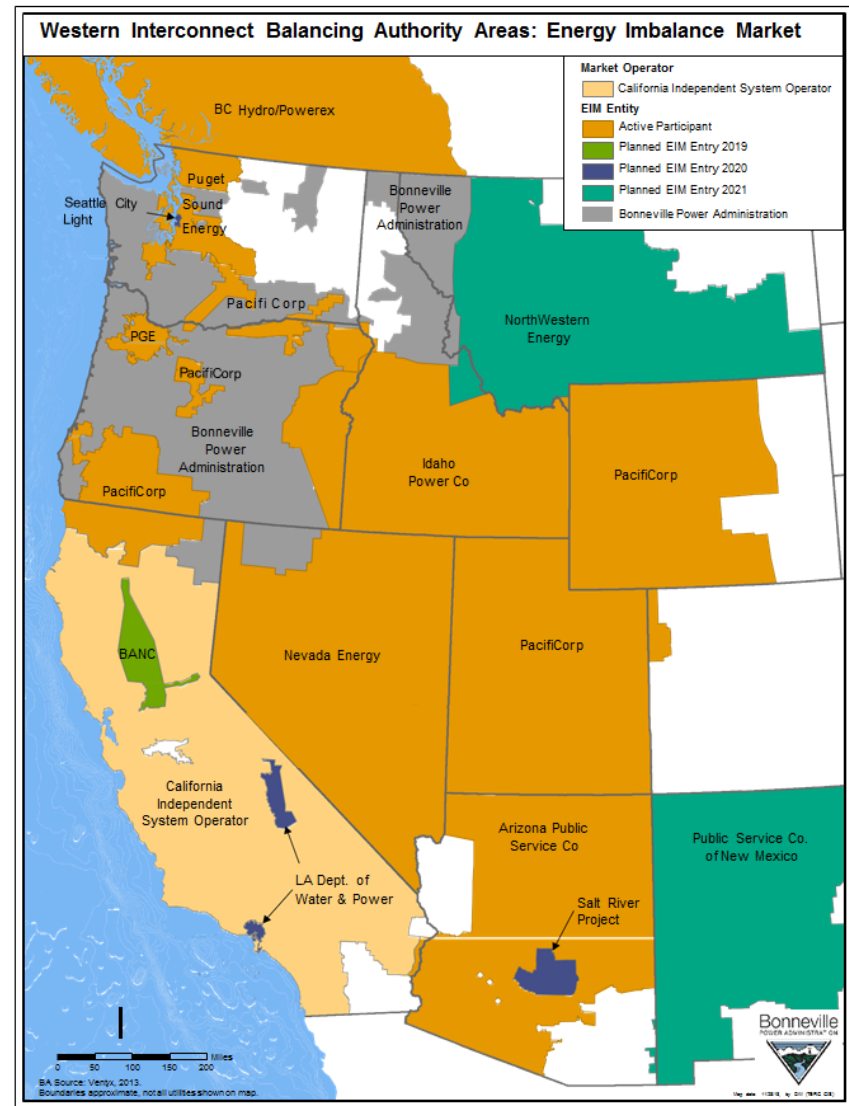 Western Interconnect Balancing Authority Areas: Energy Imbalance Market
Market Operator
California Independent System Operator
EIM Entity
Active Participant
Planned EIM Entry 2019
Planned EIM Entry 2020
Planned EIM Entry 2021
Bonneville Power Administration
BC Hydro/Powerex
Puget
Sound
Energy
Seattle City
Light
Bonneville
Power
Administration
Pacifi Corp
NorthWestern
Energy
PGE
PacifiCorp
Bonneville
Power
Administration
Idaho
Power Co
PacifiCorp
PacifiCorp
BANC
Nevada Energy
PacifiCorp
California
Independent
System Operator
Arizona Public
Service Co
Public Service Co.
of New Mexico
LA Dept. of
Water & Power
Salt River
Project
Bonneville
POWER ADMINISTRATION
0 50 100 150 200 Miles
BA Source: Ventyx, 2013.
Boundaries approximate, not all utilities shown on map.